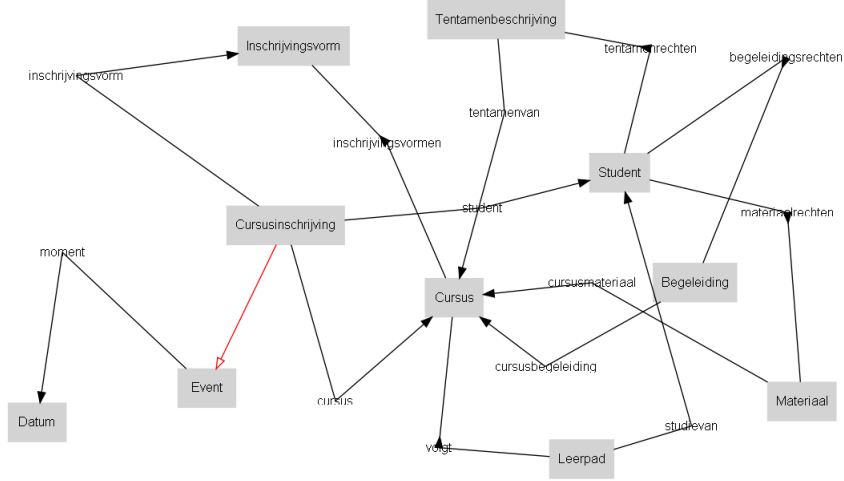 Tentamenbeschrijving
Inschrijvingsvorm
tentamenrechten
begeleidingsrechten
inschrijvingsvorm
tentamenvan
inschrijvingsvormen
Student
student
materiaalrechten
Cursusinschrijving
moment
cursusmateriaal
Begeleiding
Cursus
cursusbegeleiding
Event
cursus
Materiaal
Datum
studievan
volgt
Leerpad